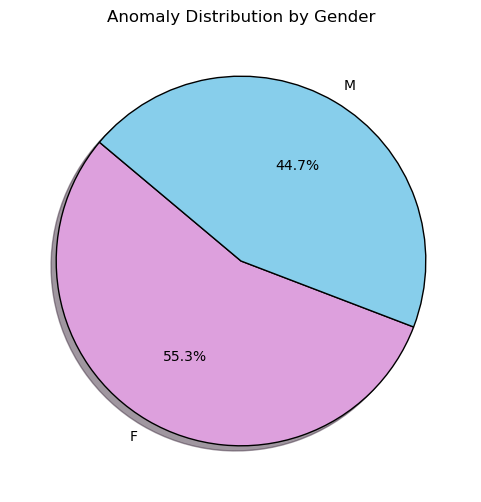 Anomaly Distribution by Gender
M
44.7%
55.3%
F